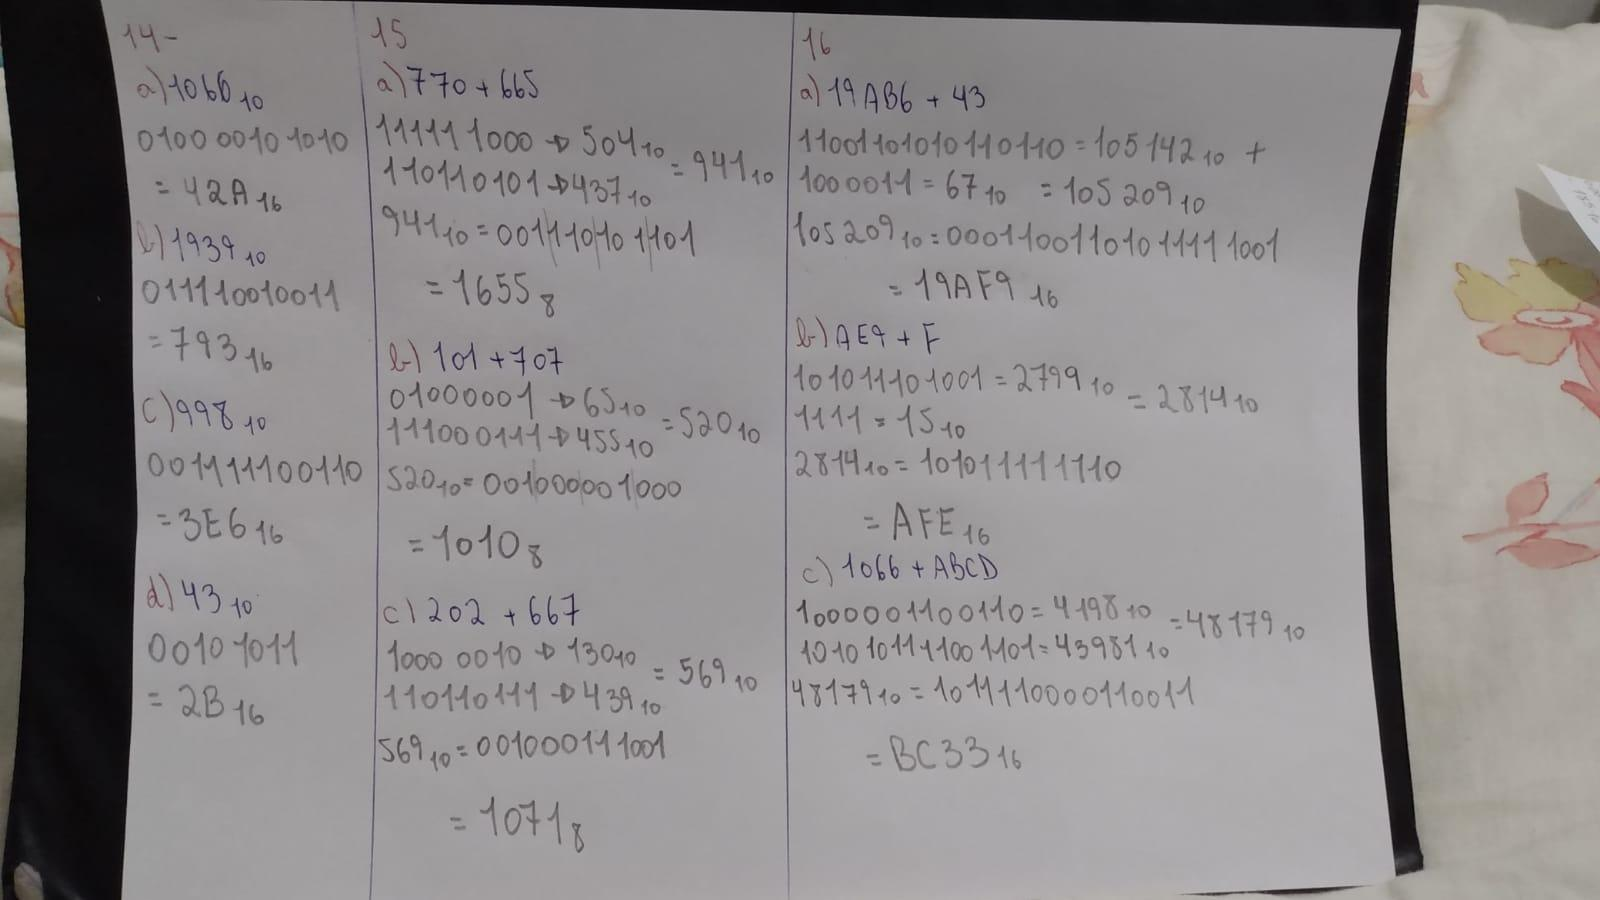 14-
a) 1066 10
0100 0010 1010
= 42A 16
b) 1939 10
011110010011
= 793 16
c) 998 10
001111100110
= 3E6 16
d) 43 10
0010 1011
= 2B 16
15
a) 770 + 665
111111000 → 504 10
110110101 → 437 10 = 941 10
941 10 = 001110101101
= 1655 8
b) 101 + 707
01000001 → 65 10
111000111 → 455 10 = 520 10
520 10 = 001000001000
= 1010 8
c) 202 + 667
1000 0010 → 130 10
110110111 → 439 10 = 569 10
569 10 = 001000111001
= 1071 8
16
a) 19AB6 + 43
11001101010110110 = 105142 10 +
1000011 = 67 10 = 105209 10
105209 10 = 00011001101011111001
= 19AF9 16
b) AE9 + F
101011101001 = 2799 10 = 2814 10
1111 = 15 10
2814 10 = 101011111110
= AFE 16
c) 1066 + ABCD
1000001100110 = 4198 10 = 48179 10
1010101111001101 = 43981 10
48179 10 = 1011110000110011
= BC33 16